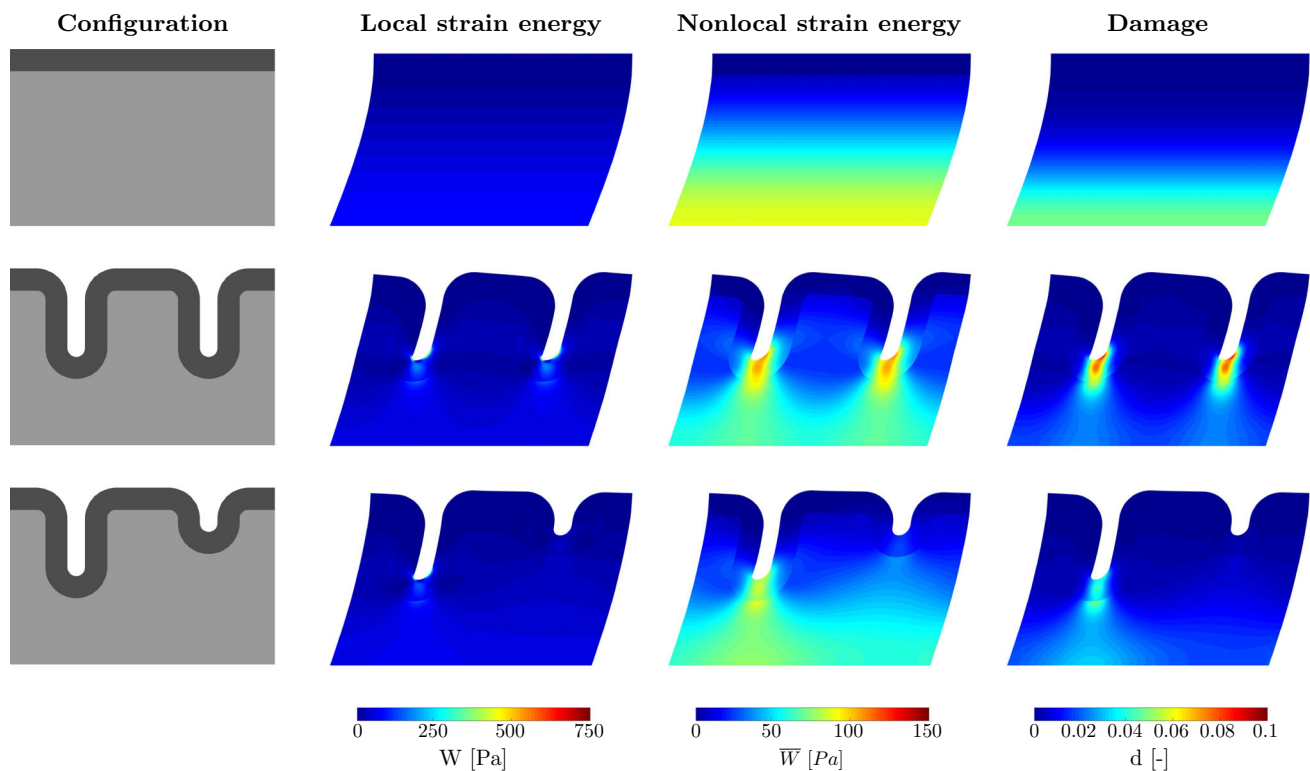 Configuration Local strain energy Nonlocal strain energy Damage
0 250 500 750 0 50 100 150 0 0.02 0.04 0.06 0.08 0.1
W [Pa] W̅ [Pa] d [-]